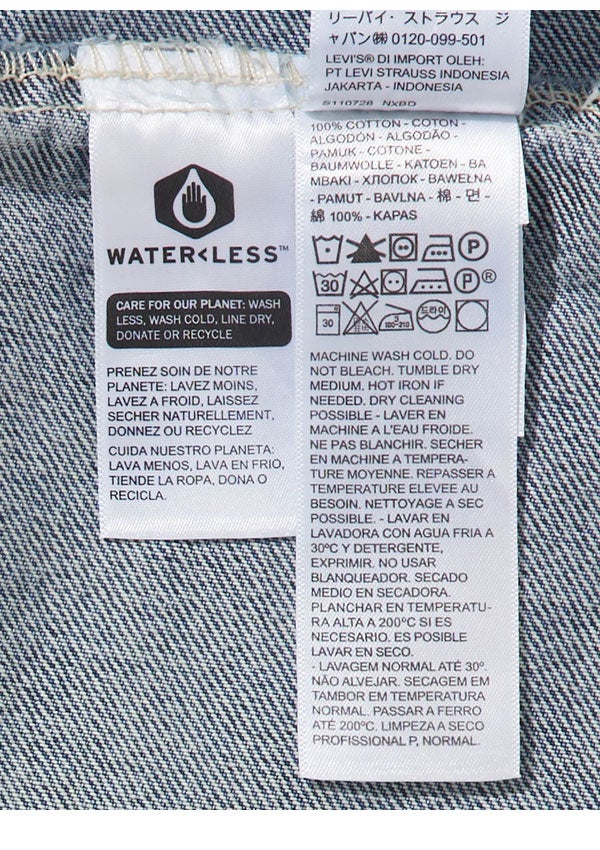 リーバイ・ストラウス ジ
ャパン㈱ 0120-099-501
LEVI'S® DI IMPORT OLEH:
PT LEVI STRAUSS INDONESIA
JAKARTA - INDONESIA
S110728 NXBD
WATER<LESS™
CARE FOR OUR PLANET: WASH
LESS, WASH COLD, LINE DRY,
DONATE OR RECYCLE
PRENEZ SOIN DE NOTRE
PLANETE: LAVEZ MOINS,
LAVEZ A FROID, LAISSEZ
SECHER NATURELLEMENT,
DONNEZ OU RECYCLEZ
CUIDA NUESTRO PLANETA:
LAVA MENOS, LAVA EN FRIO,
TIENDE LA ROPA, DONA O
RECICLA.
100% COTTON - COTON -
ALGODÓN - ALGODÃO -
PAMUK - COTONE -
BAUMWOLLE - KATOEN - BA
MBAKI - ХЛОПОК - BAWEŁNA
- PAMUT - BAVLNA - 棉 - 면 -
綿 100% - KAPAS
P
30 P®
30 3 180~210 드라이
MACHINE WASH COLD. DO
NOT BLEACH. TUMBLE DRY
MEDIUM. HOT IRON IF
NEEDED. DRY CLEANING
POSSIBLE - LAVER EN
MACHINE A L'EAU FROIDE.
NE PAS BLANCHIR. SECHER
EN MACHINE A TEMPERA-
TURE MOYENNE. REPASSER A
TEMPERATURE ELEVEE AU
BESOIN. NETTOYAGE A SEC
POSSIBLE. - LAVAR EN
LAVADORA CON AGUA FRIA A
30ºC Y DETERGENTE,
EXPRIMIR. NO USAR
BLANQUEADOR. SECADO
MEDIO EN SECADORA.
PLANCHAR EN TEMPERATU-
RA ALTA A 200ºC SI ES
NECESARIO. ES POSIBLE
LAVAR EN SECO.
- LAVAGEM NORMAL ATÉ 30º.
NÃO ALVEJAR. SECAGEM EM
TAMBOR EM TEMPERATURA
NORMAL. PASSAR A FERRO
ATÉ 200ºC. LIMPEZA A SECO
PROFISSIONAL P, NORMAL.